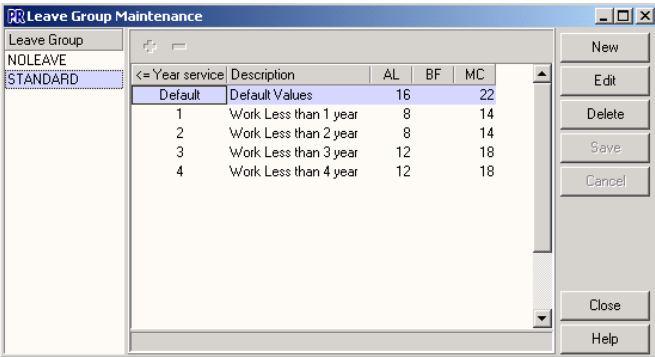 PR Leave Group Maintenance
Leave Group
NOLEAVE
STANDARD
<= Year service Description AL BF MC
Default Default Values 16 22
1 Work Less than 1 year 8 14
2 Work Less than 2 year 8 14
3 Work Less than 3 year 12 18
4 Work Less than 4 year 12 18
New
Edit
Delete
Save
Cancel
Close
Help